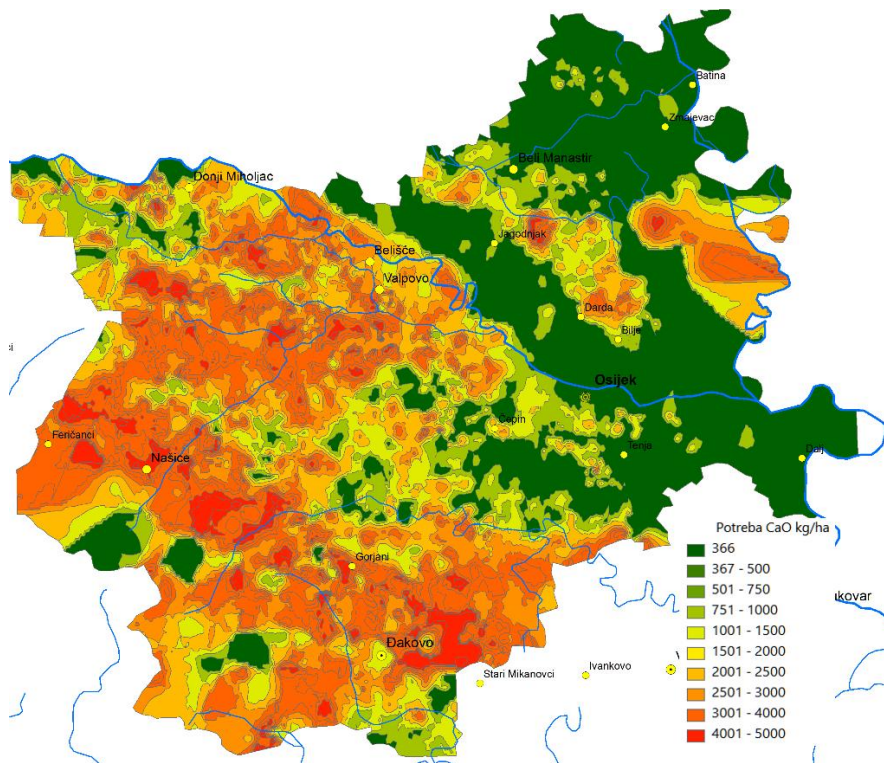 Batina
Zmajevac
Beli Manastir
Donji Miholjac
Jagodnjak
Belišće
Valpovo
Darda
Bilje
Osijek
Čepin
Feričanci
Tenja
Dalj
Našice
Gorjani
Đakovo
Stari Mikanovci
Ivankovo
ukovar
Potreba CaO kg/ha
366
367 - 500
501 - 750
751 - 1000
1001 - 1500
1501 - 2000
2001 - 2500
2501 - 3000
3001 - 4000
4001 - 5000